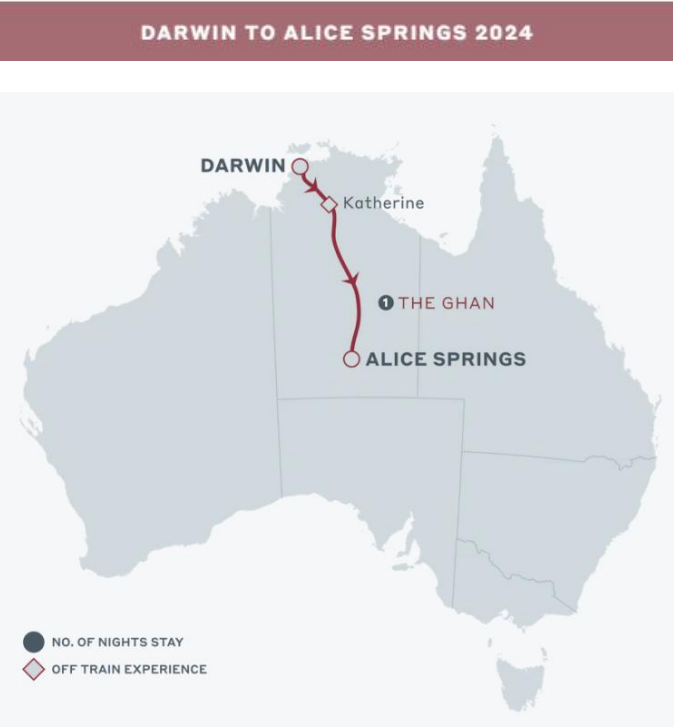 DARWIN TO ALICE SPRINGS 2024
DARWIN
Katherine
1 THE GHAN
ALICE SPRINGS
NO. OF NIGHTS STAY
OFF TRAIN EXPERIENCE